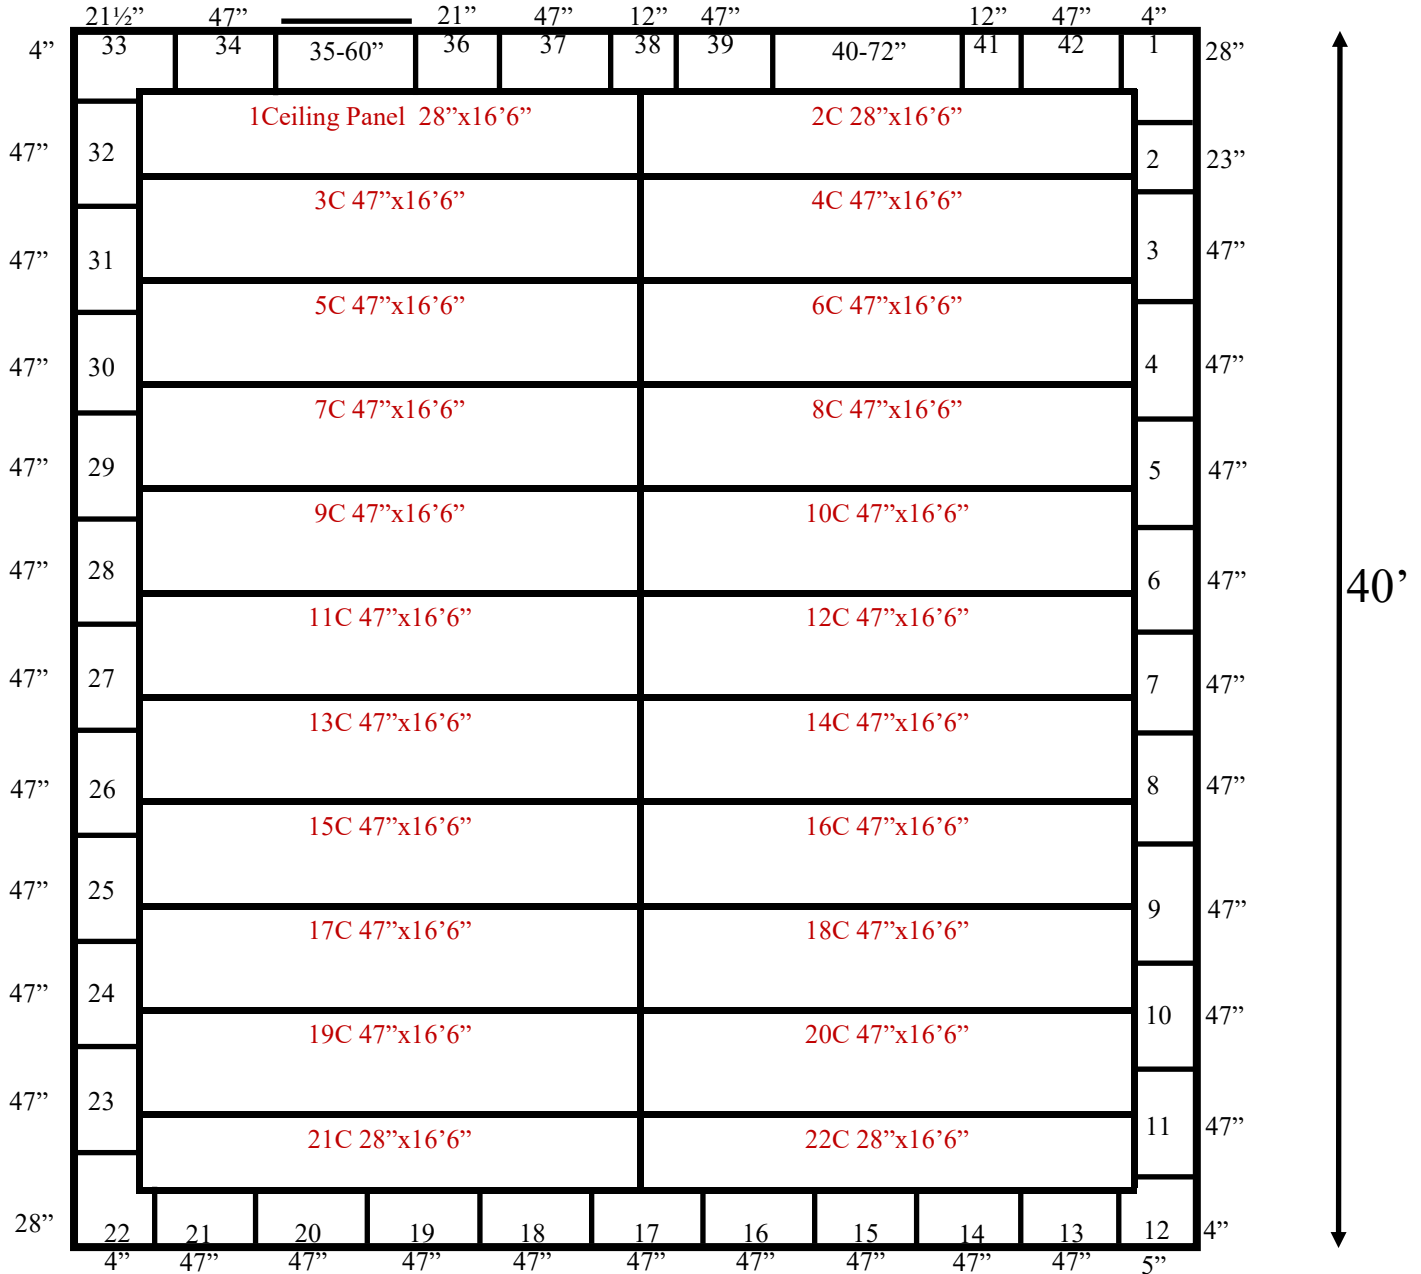 21½” 47” 21” 47” 12” 47” 12” 47” 4”
4” 33 34 35-60” 36 37 38 39 40-72” 41 42 1 28”
1Ceiling Panel 28”x16’6” 2C 28”x16’6”
47” 32 2 23”
3C 47”x16’6” 4C 47”x16’6”
47” 31 3 47”
5C 47”x16’6” 6C 47”x16’6”
47” 30 4 47”
7C 47”x16’6” 8C 47”x16’6”
47” 29 5 47”
9C 47”x16’6” 10C 47”x16’6”
47” 28 6 47”
40’
11C 47”x16’6” 12C 47”x16’6”
47” 27 7 47”
13C 47”x16’6” 14C 47”x16’6”
47” 26 8 47”
15C 47”x16’6” 16C 47”x16’6”
47” 25 9 47”
17C 47”x16’6” 18C 47”x16’6”
47” 24 10 47”
19C 47”x16’6” 20C 47”x16’6”
47” 23 11 47”
21C 28”x16’6” 22C 28”x16’6”
28” 22 21 20 19 18 17 16 15 14 13 12 4”
4” 47” 47” 47” 47” 47” 47” 47” 47” 47” 5”